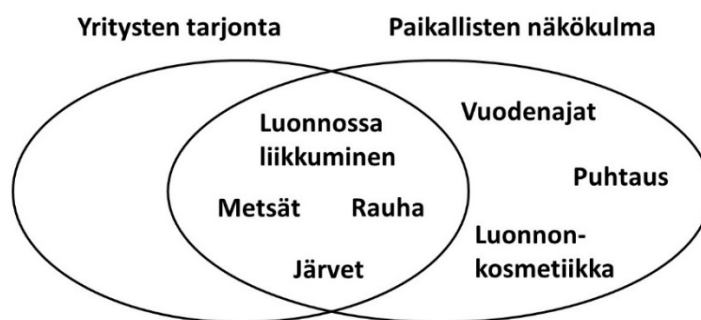 Yritysten tarjonta
Paikallisten näkökulma
Luonnossa
liikkuminen
Metsät
Rauha
Järvet
Vuodenajat
Puhtaus
Luonnon-
kosmetiikka